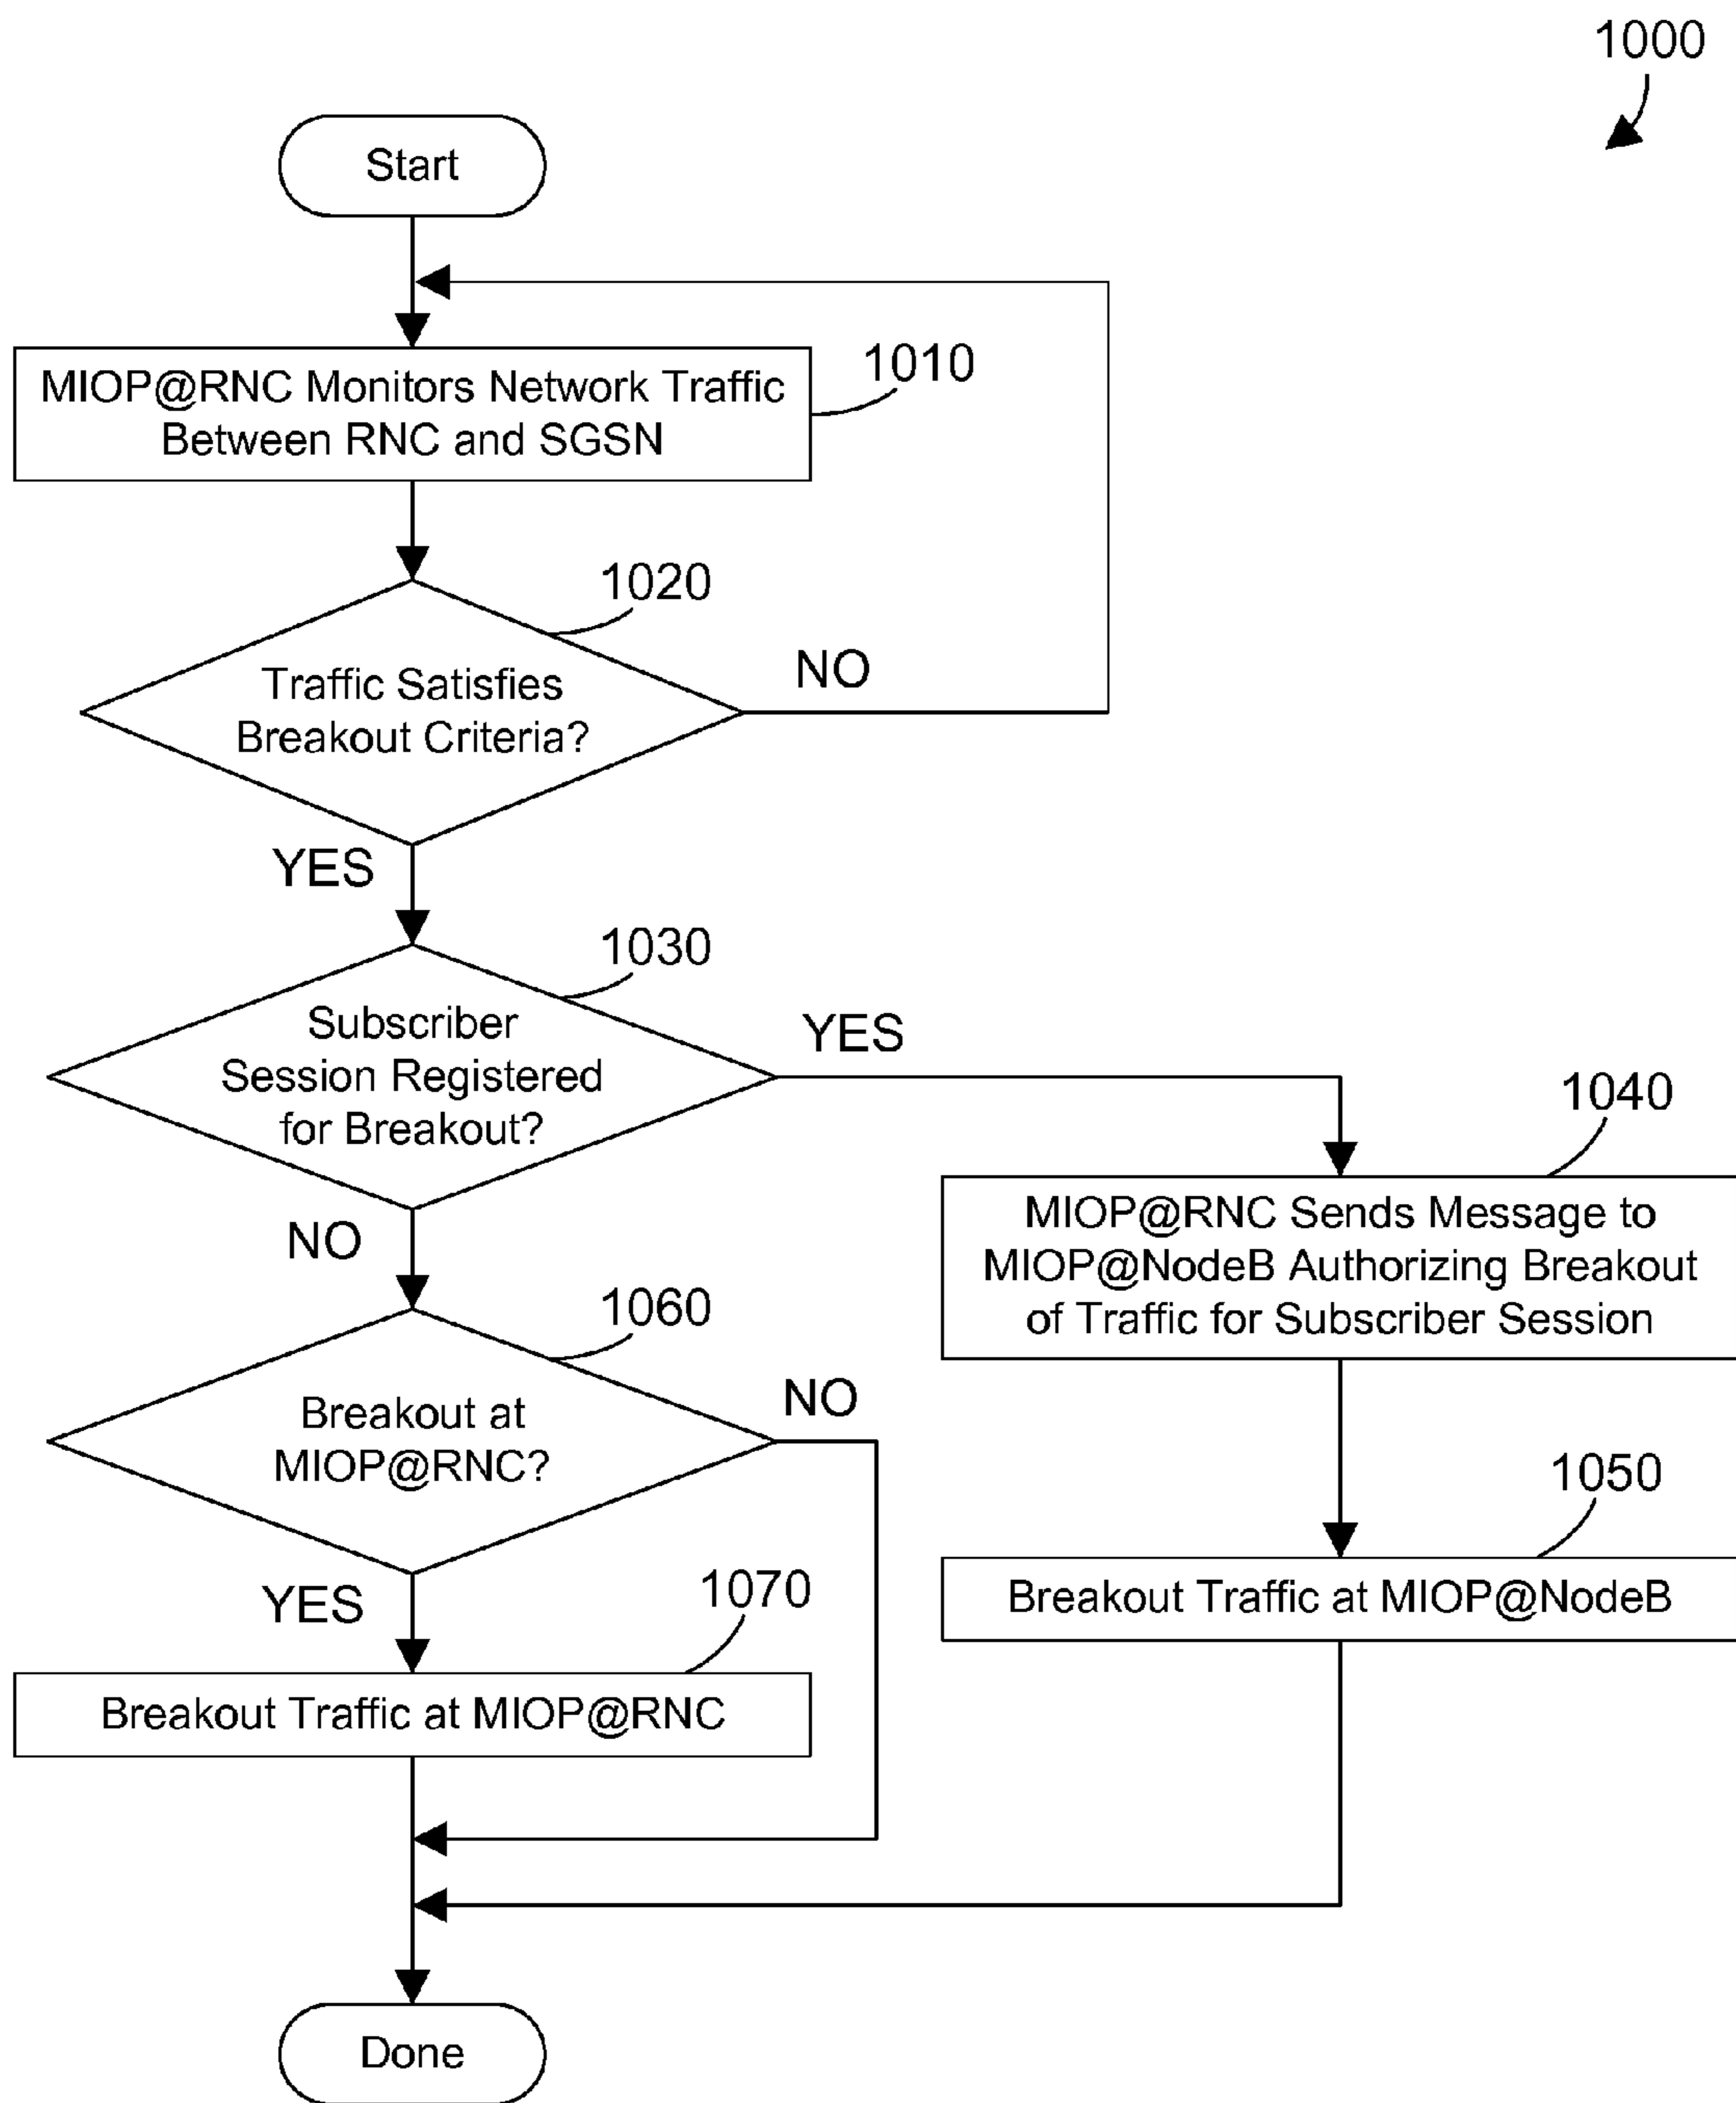 1000
Start
MIOP@RNC Monitors Network Traffic
Between RNC and SGSN
1010
1020
Traffic Satisfies
Breakout Criteria?
NO
YES
1030
Subscriber
Session Registered
for Breakout?
YES
1040
MIOP@RNC Sends Message to
MIOP@NodeB Authorizing Breakout
of Traffic for Subscriber Session
NO
1060
Breakout at
MIOP@RNC?
NO
1050
Breakout Traffic at MIOP@NodeB
YES
1070
Breakout Traffic at MIOP@RNC
Done